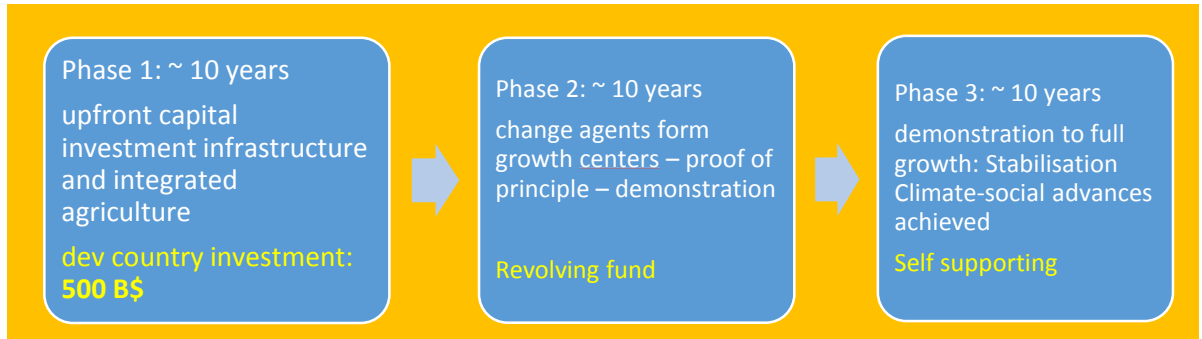 Phase 1: ~ 10 years
upfront capital
investment infrastructure
and integrated
agriculture
dev country investment:
500 B$
Phase 2: ~ 10 years
change agents form
growth centers – proof of
principle – demonstration
Revolving fund
Phase 3: ~ 10 years
demonstration to full
growth: Stabilisation
Climate-social advances
achieved
Self supporting